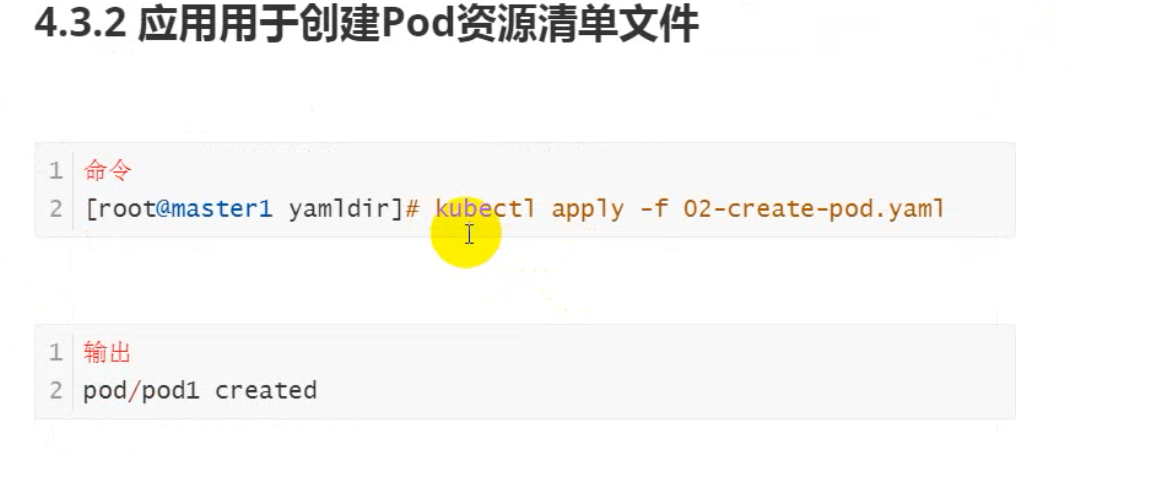 4.3.2 应用用于创建Pod资源清单文件
1 命令
2 [root@master1 yamldir]# kubectl apply -f 02-create-pod.yaml
1 输出
2 pod/pod1 created